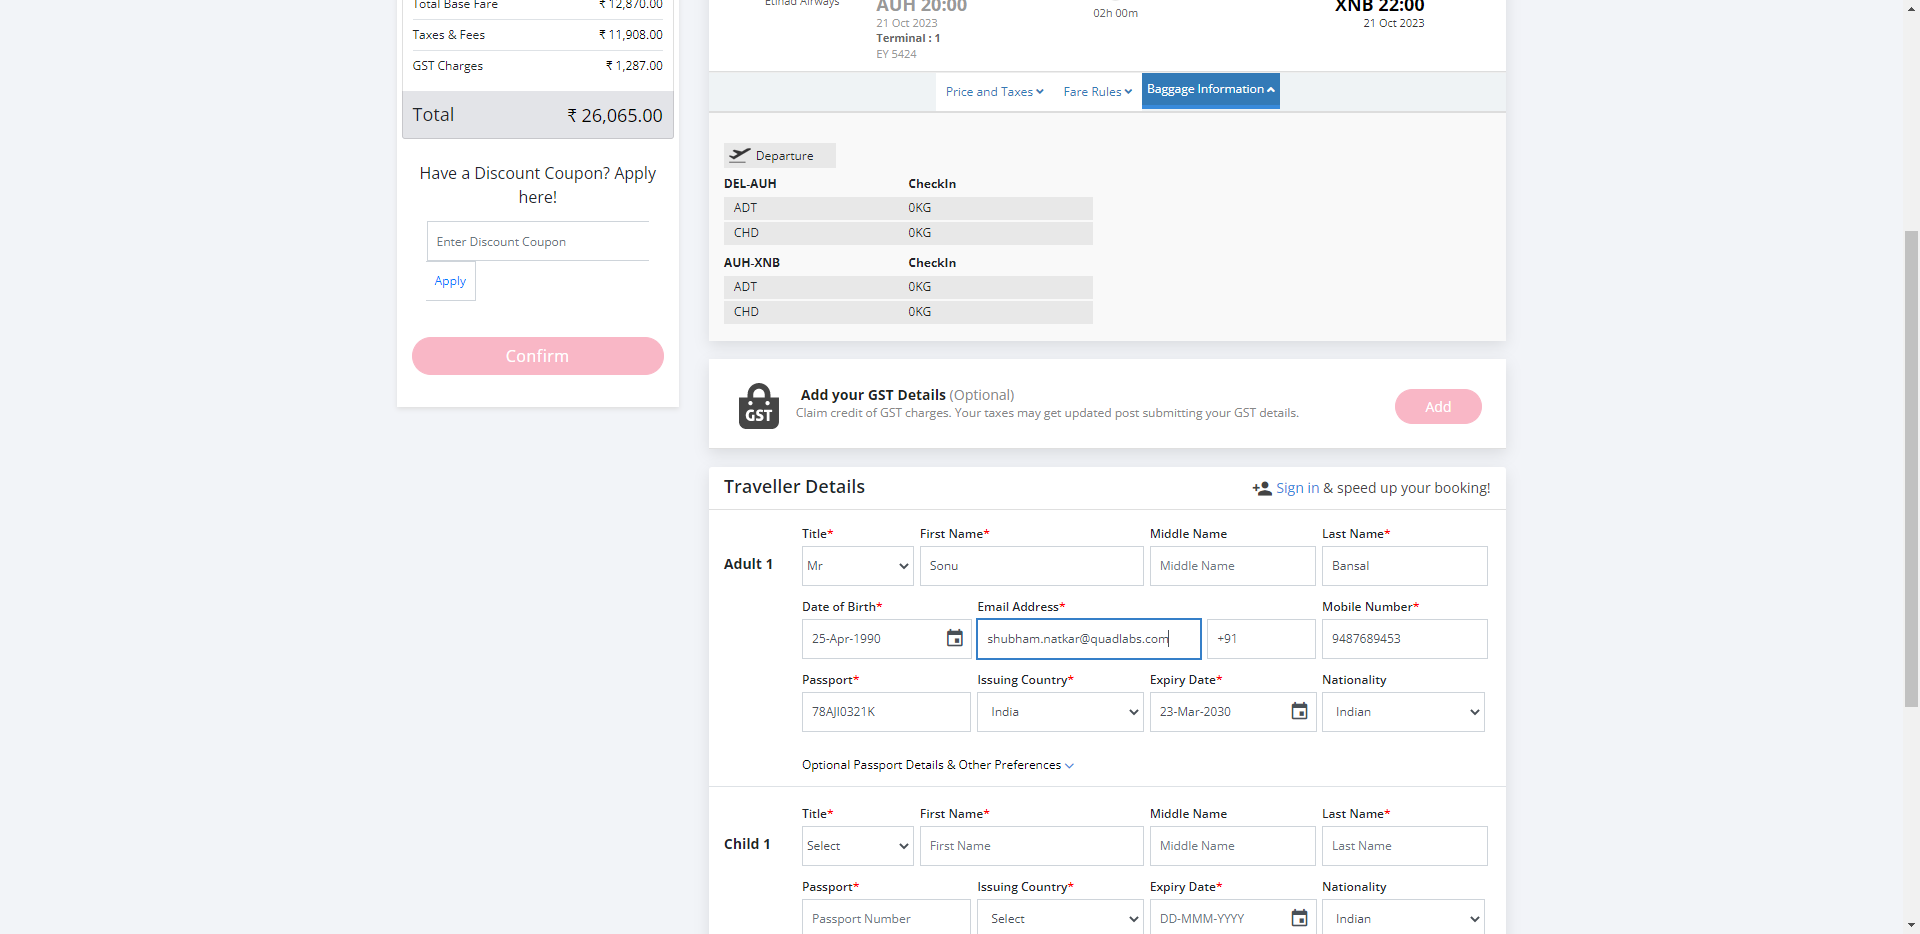 Total Base Fare ₹ 12,870.00
Taxes & Fees ₹ 11,908.00
GST Charges ₹ 1,287.00
Total ₹ 26,065.00
Have a Discount Coupon? Apply
here!
Enter Discount Coupon
Apply
Confirm
Etihad Airways
AUH 20:00
21 Oct 2023
Terminal : 1
EY 5424
02h 00m
XNB 22:00
21 Oct 2023
Price and Taxes Fare Rules Baggage Information
Departure
DEL-AUH CheckIn
ADT 0KG
CHD 0KG
AUH-XNB CheckIn
ADT 0KG
CHD 0KG
GST
Add your GST Details (Optional)
Claim credit of GST charges. Your taxes may get updated post submitting your GST details.
Add
Traveller Details
Sign in & speed up your booking!
Adult 1
Title* First Name* Middle Name Last Name*
Mr Sonu Middle Name Bansal
Date of Birth* Email Address* Mobile Number*
25-Apr-1990 shubham.natkar@quadlabs.com +91 9487689453
Passport* Issuing Country* Expiry Date* Nationality
78AJI0321K India 23-Mar-2030 Indian
Optional Passport Details & Other Preferences
Child 1
Title* First Name* Middle Name Last Name*
Select First Name Middle Name Last Name
Passport* Issuing Country* Expiry Date* Nationality
Passport Number Select DD-MMM-YYYY Indian